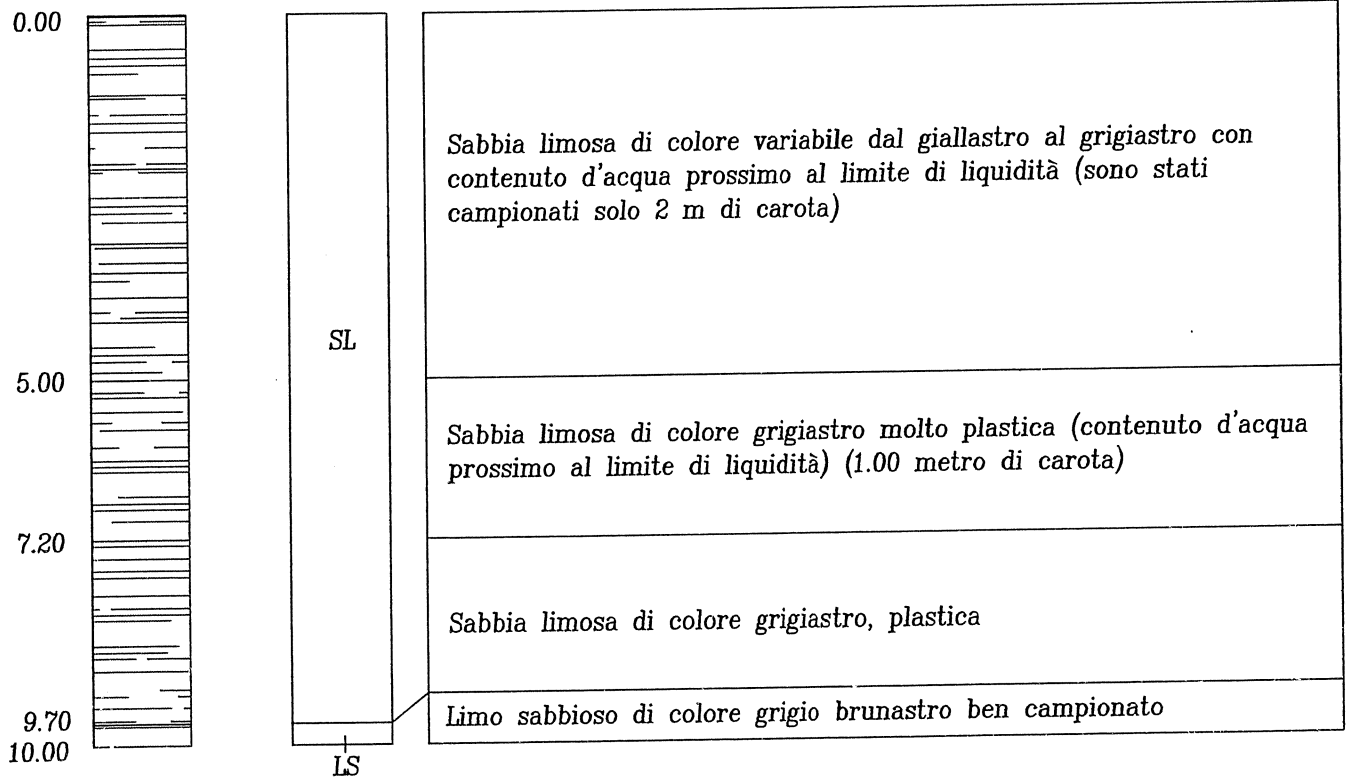 0.00
Sabbia limosa di colore variabile dal giallastro al grigiastro con
contenuto d'acqua prossimo al limite di liquidità (sono stati
campionati solo 2 m di carota)
SL
5.00
Sabbia limosa di colore grigiastro molto plastica (contenuto d'acqua
prossimo al limite di liquidità) (1.00 metro di carota)
7.20
Sabbia limosa di colore grigiastro, plastica
9.70
Limo sabbioso di colore grigio brunastro ben campionato
10.00
LS